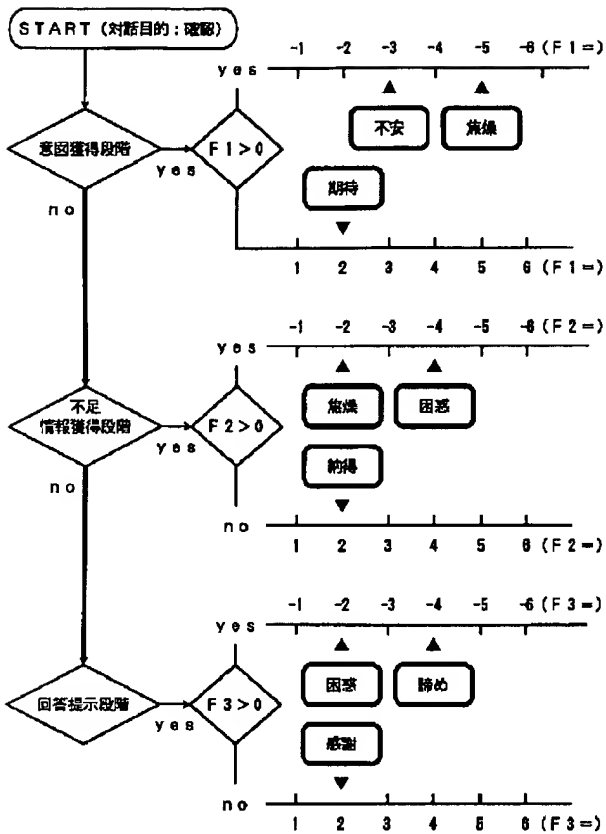 START (対話目的:確認)
-1 -2 -3 -4 -5 -6 (F1=)
yes
不安 焦燥
意図獲得段階
yes
F1>0
期待
no
1 2 3 4 5 6 (F1=)
-1 -2 -3 -4 -5 -6 (F2=)
yes
焦燥 困惑
不足
情報獲得段階
yes
F2>0
納得
no
no
1 2 3 4 5 6 (F2=)
-1 -2 -3 -4 -5 -6 (F3=)
yes
困惑 諦め
回答提示段階
yes
F3>0
感謝
no
1 2 3 4 5 6 (F3=)